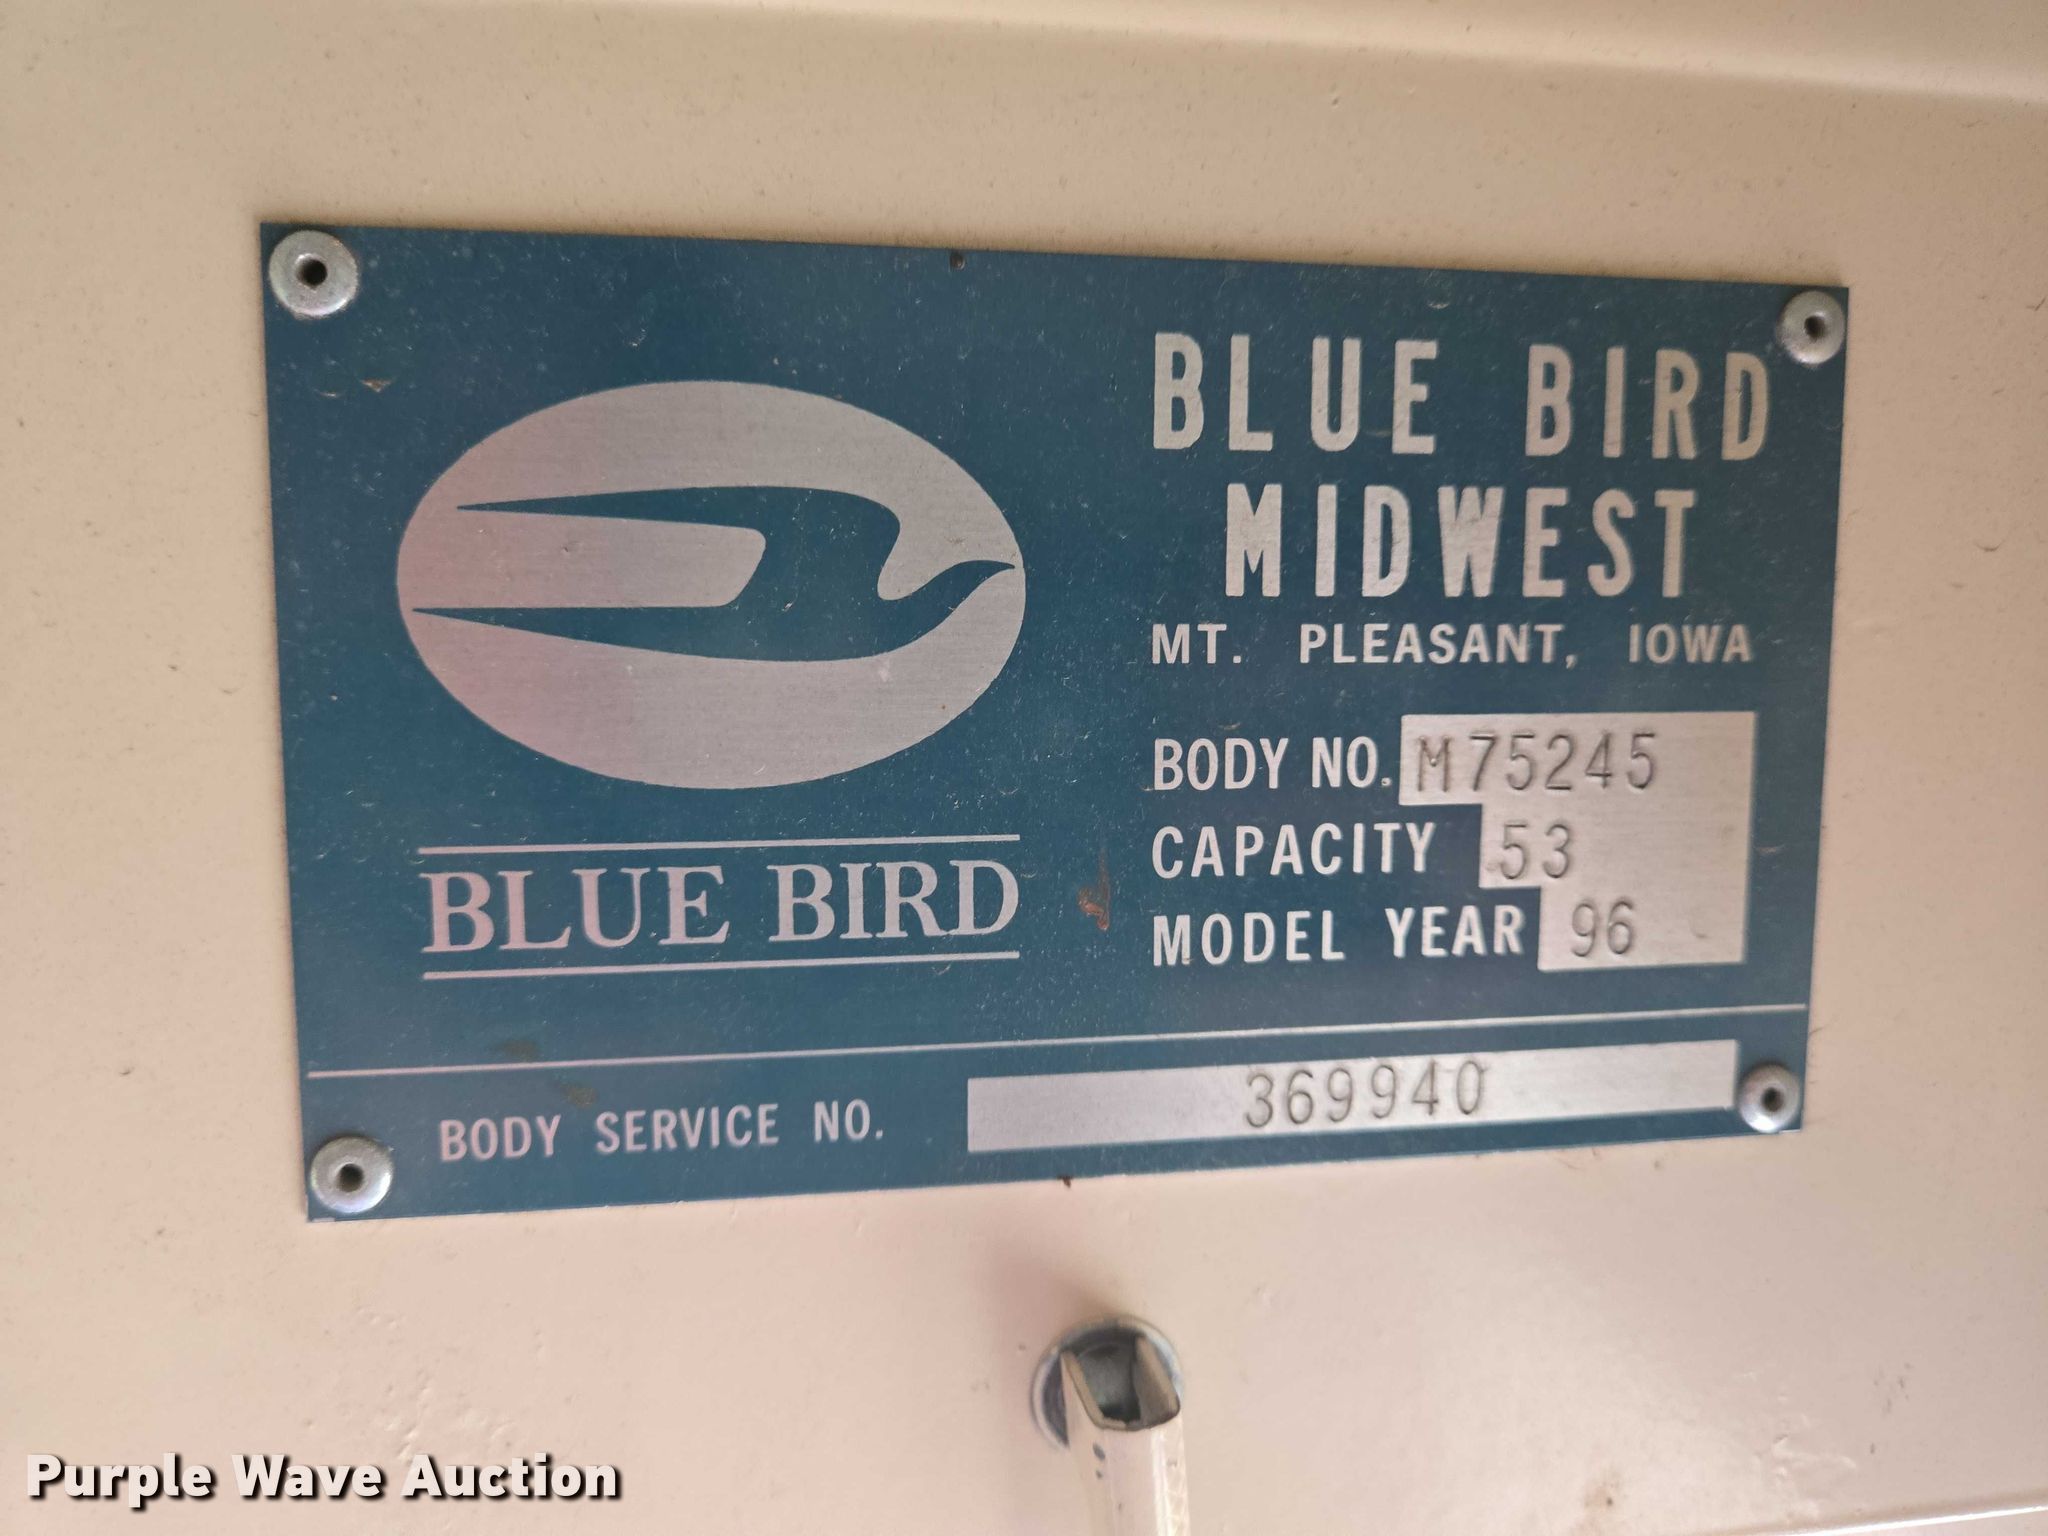 BLUE BIRD
MIDWEST
MT. PLEASANT, IOWA
BODY NO. M75245
CAPACITY 53
MODEL YEAR 96
BLUE BIRD
BODY SERVICE NO. 369940
Purple Wave Auction